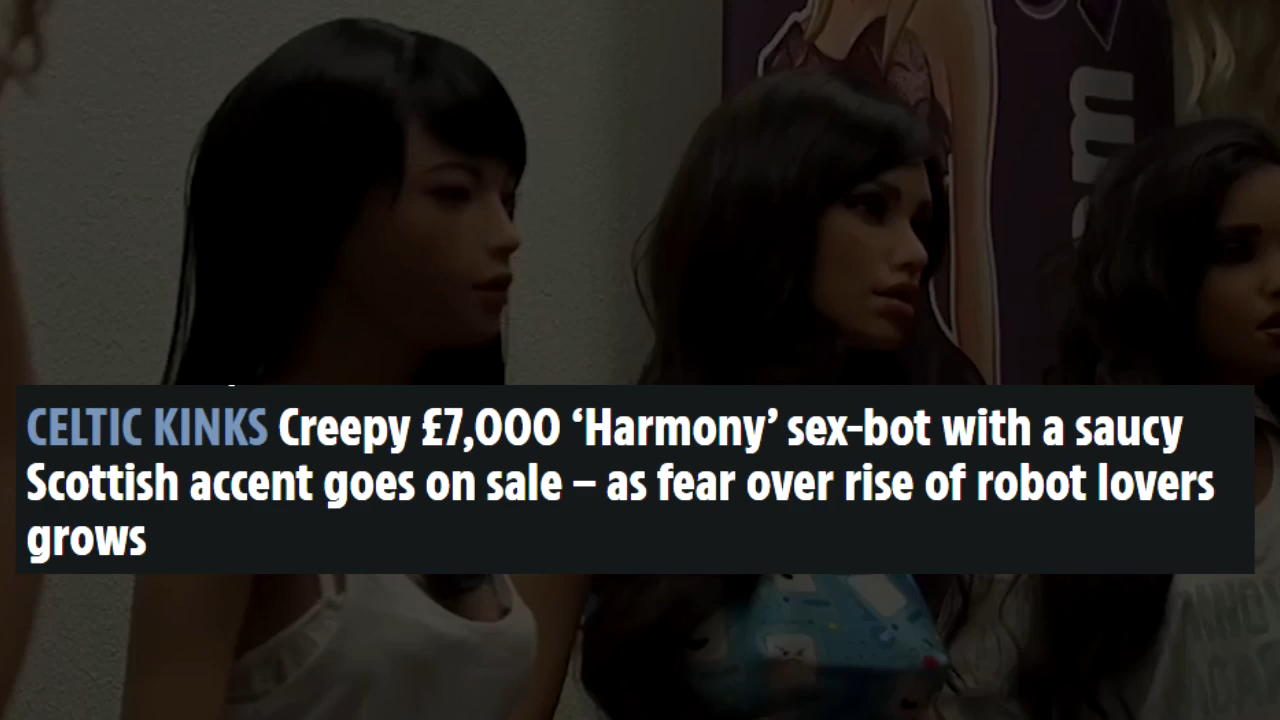 CELTIC KINKS Creepy £7,000 ‘Harmony’ sex-bot with a saucy
Scottish accent goes on sale – as fear over rise of robot lovers
grows